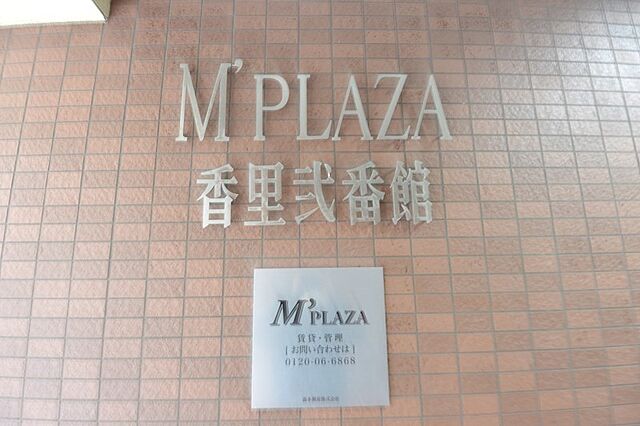 M'PLAZA
香里弐番館
M'PLAZA
賃貸・管理
[お問い合わせは]
0120-06-6868